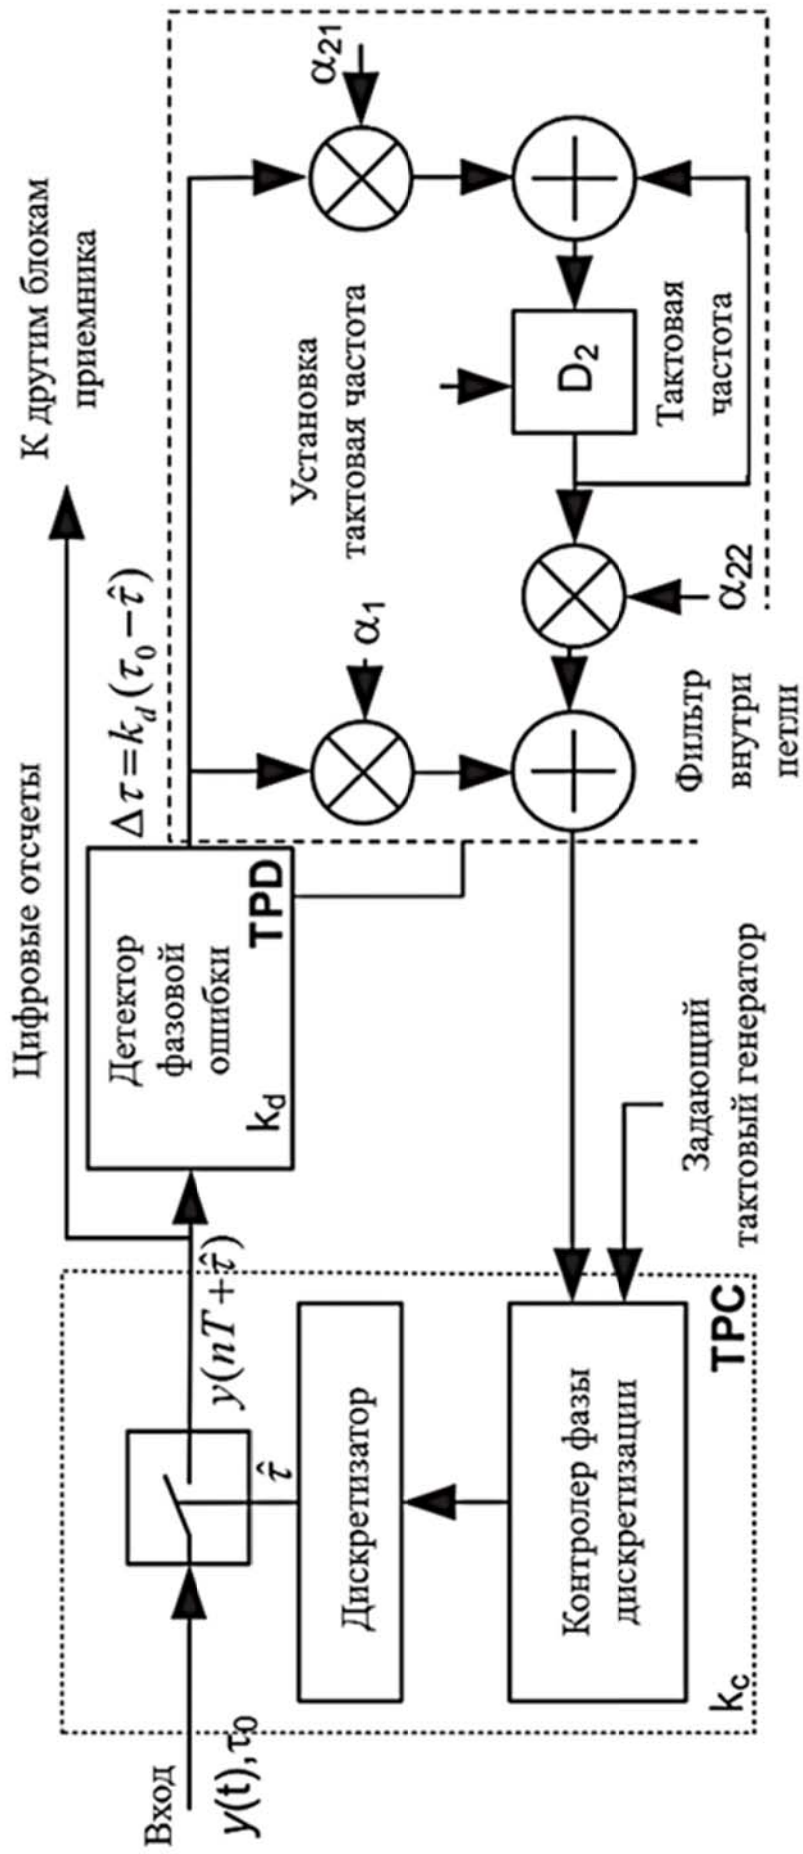 Вход
y(t),τ₀
y(nT+τ̂)
τ̂
Дискретизатор
Контролер фазы
дискретизации
kc
TPC
Цифровые отсчеты
К другим блокам
приемника
Детектор
фазовой
ошибки
kd
TPD
Δτ=kd(τ₀−τ̂)
Задающий
тактовый генератор
α1
Установка
тактовая частота
α21
D2
Тактовая
частота
α22
Фильтр
внутри
петли